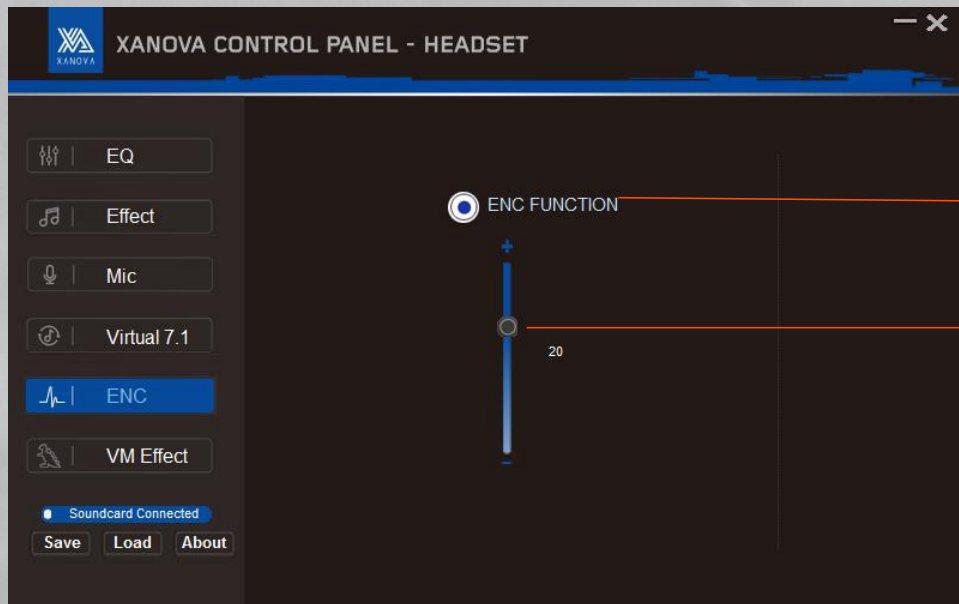 XANOVA
XANOVA CONTROL PANEL - HEADSET
EQ
Effect
Mic
Virtual 7.1
ENC
VM Effect
Soundcard Connected
Save Load About
ENC FUNCTION
+
20
-